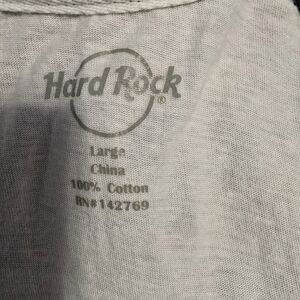 Hard Rock®
Large
China
100% Cotton
RN#142769